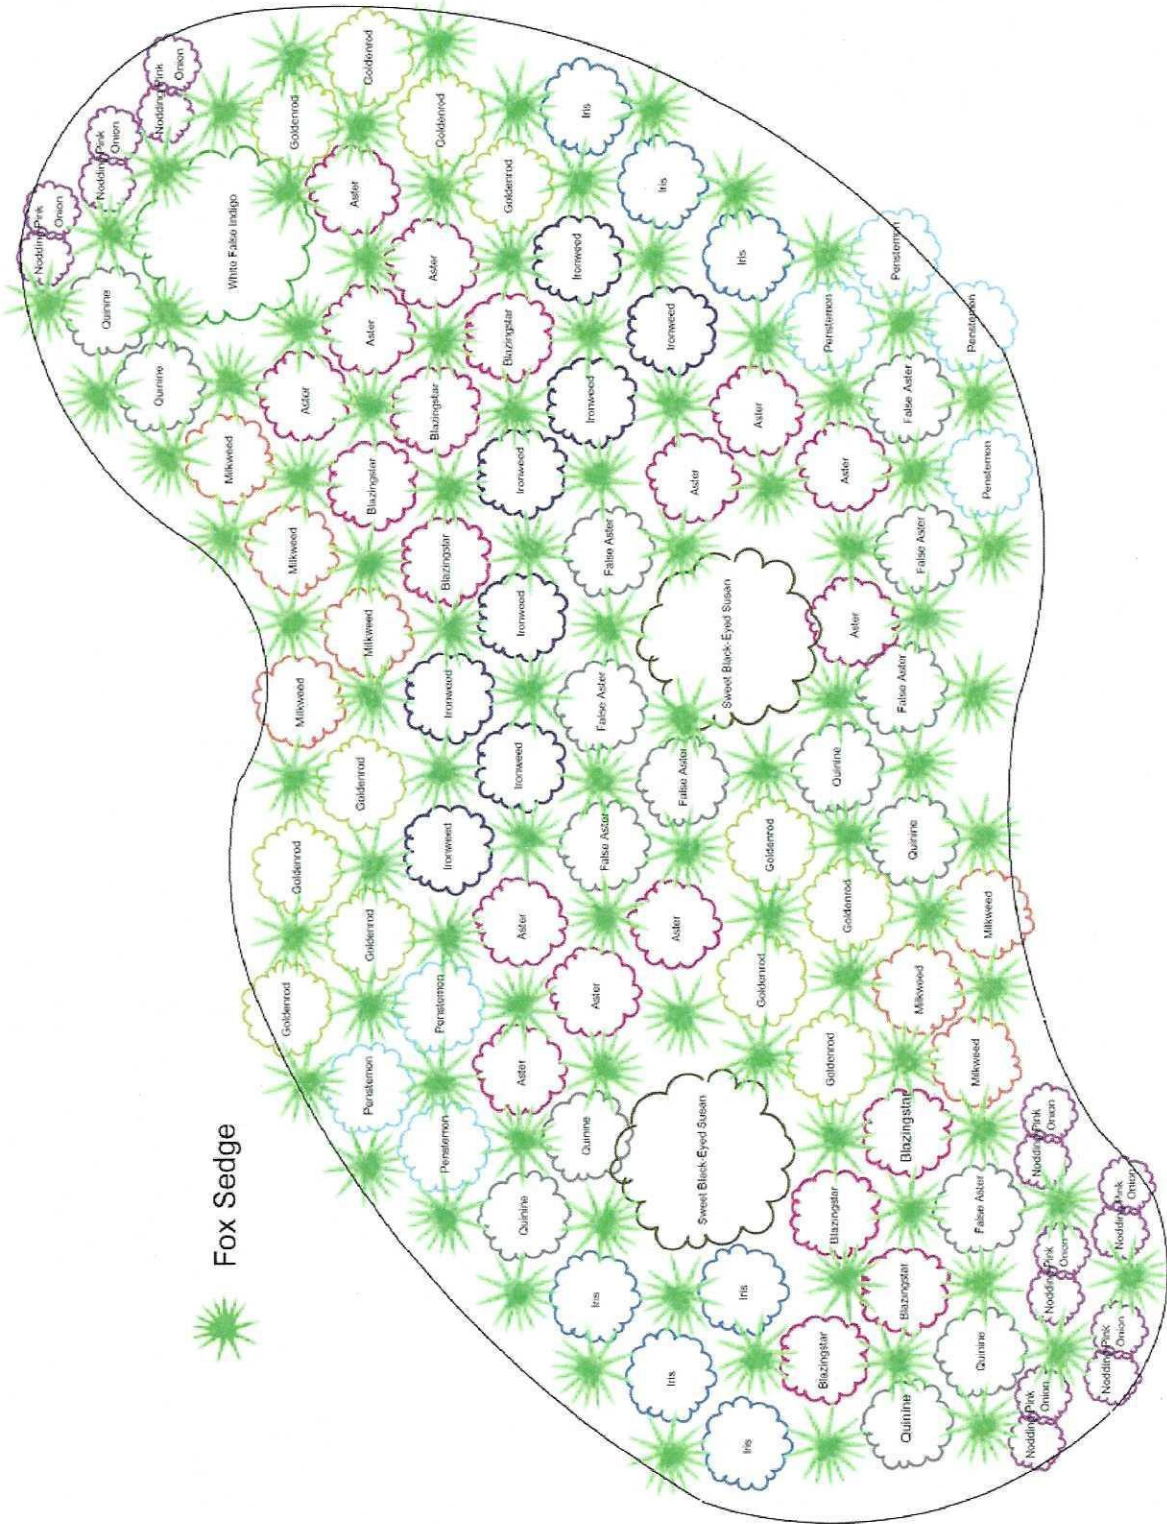 Nodding Pink
Onion
Quinine
Nodding Pink
Onion
Quinine
Nodding Pink
Onion
Fox Sedge
Milkweed
White False Indigo
Goldenrod
Goldenrod
Milkweed
Milkweed
Aster
Goldenrod
Penstemon
Goldenrod
Goldenrod
Milkweed
Blazingstar
Aster
Aster
Goldenrod
Penstemon
Penstemon
Ironweed
Ironweed
Blazingstar
Blazingstar
Aster
Goldenrod
Quinine
Aster
Aster
Ironweed
Ironweed
Ironweed
Blazingstar
Goldenrod
Iris
Quinine
Aster
False Aster
False Aster
False Aster
Ironweed
Ironweed
Iris
Iris
Aster
False Aster
Aster
Ironweed
Iris
Sweet Black-Eyed Susan
Sweet Black-Eyed Susan
Iris
Iris
Goldenrod
Goldenrod
Aster
Iris
Blazingstar
Blazingstar
Goldenrod
Goldenrod
Quinine
Aster
Aster
Penstemon
Quinine
Blazingstar
Blazingstar
Milkweed
Quinine
False Aster
False Aster
False Aster
Penstemon
Quinine
False Aster
Milkweed
Milkweed
Penstemon
Penstemon
Nodding Pink
Onion
Nodding Pink
Onion
Nodding Pink
Onion
Nodding Pink
Onion
Nodding Pink
Onion